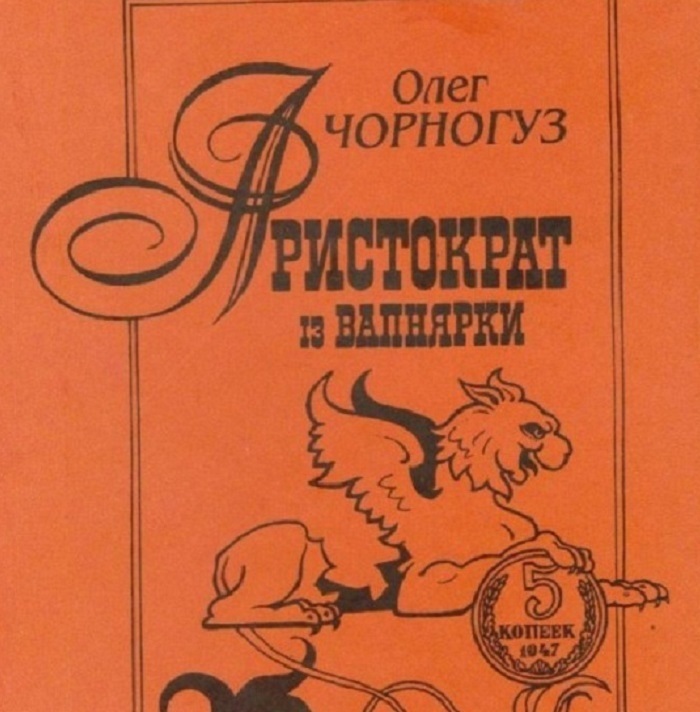 Олег
ЧОРНОГУЗ
АРИСТОКРАТ
ІЗ ВАПНЯРКИ
5
КОПЕЕК
1947